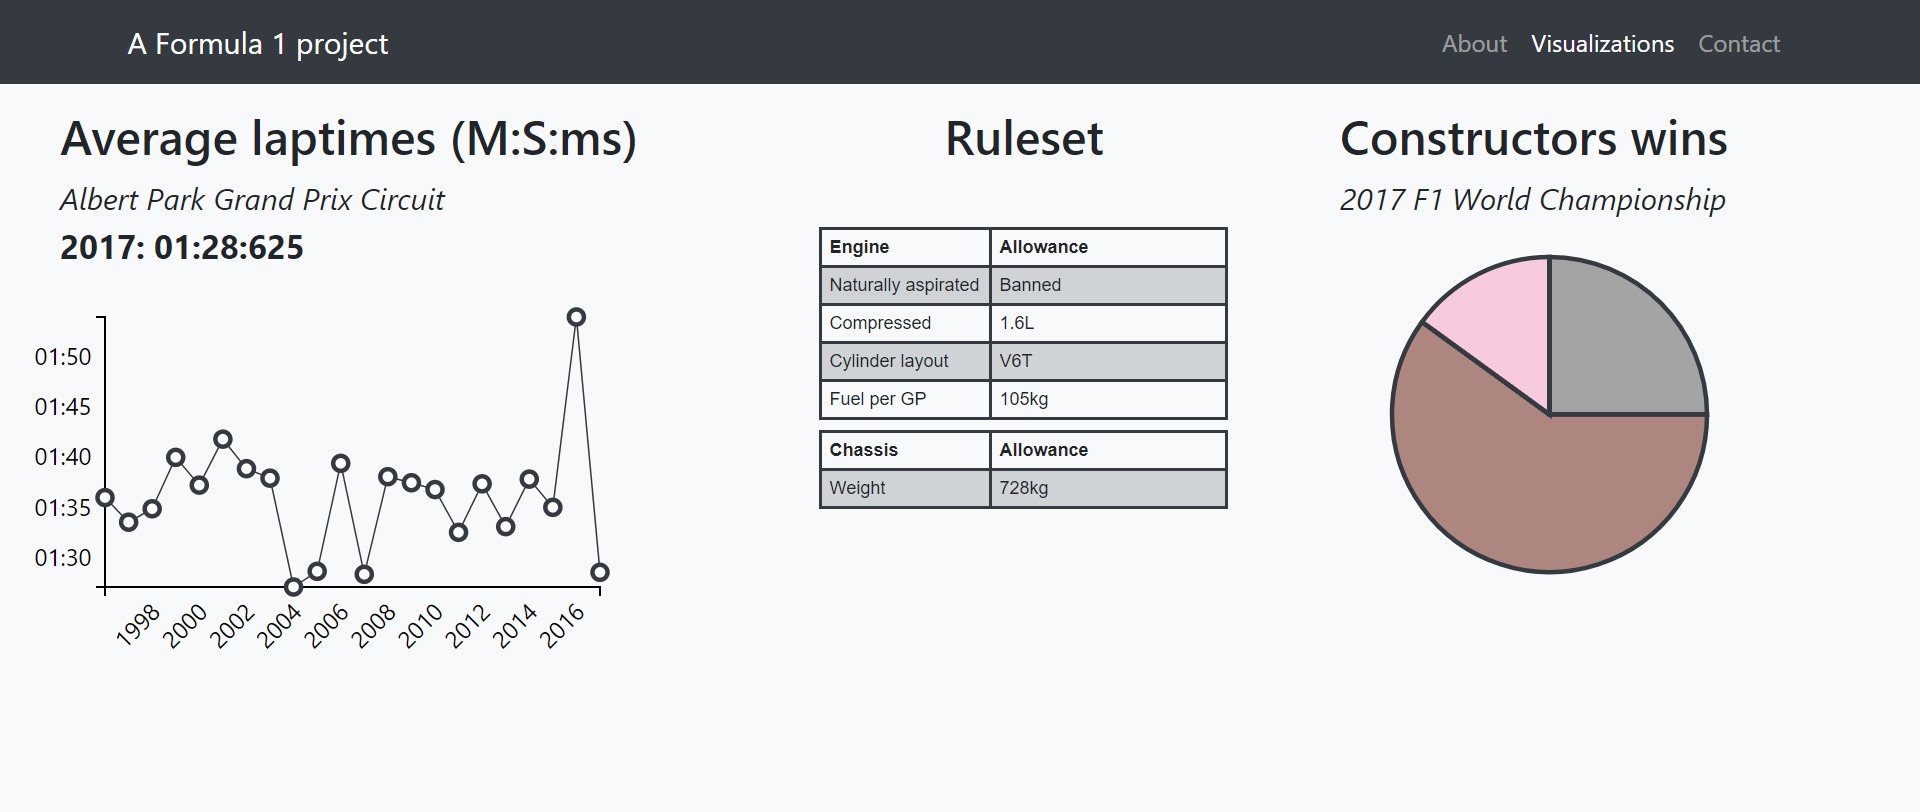 A Formula 1 project
About Visualizations Contact
Average laptimes (M:S:ms)
Albert Park Grand Prix Circuit
2017: 01:28:625
01:50
01:45
01:40
01:35
01:30
1998 2000 2002 2004 2006 2008 2010 2012 2014 2016
Ruleset
Engine Allowance
Naturally aspirated Banned
Compressed 1.6L
Cylinder layout V6T
Fuel per GP 105kg
Chassis Allowance
Weight 728kg
Constructors wins
2017 F1 World Championship